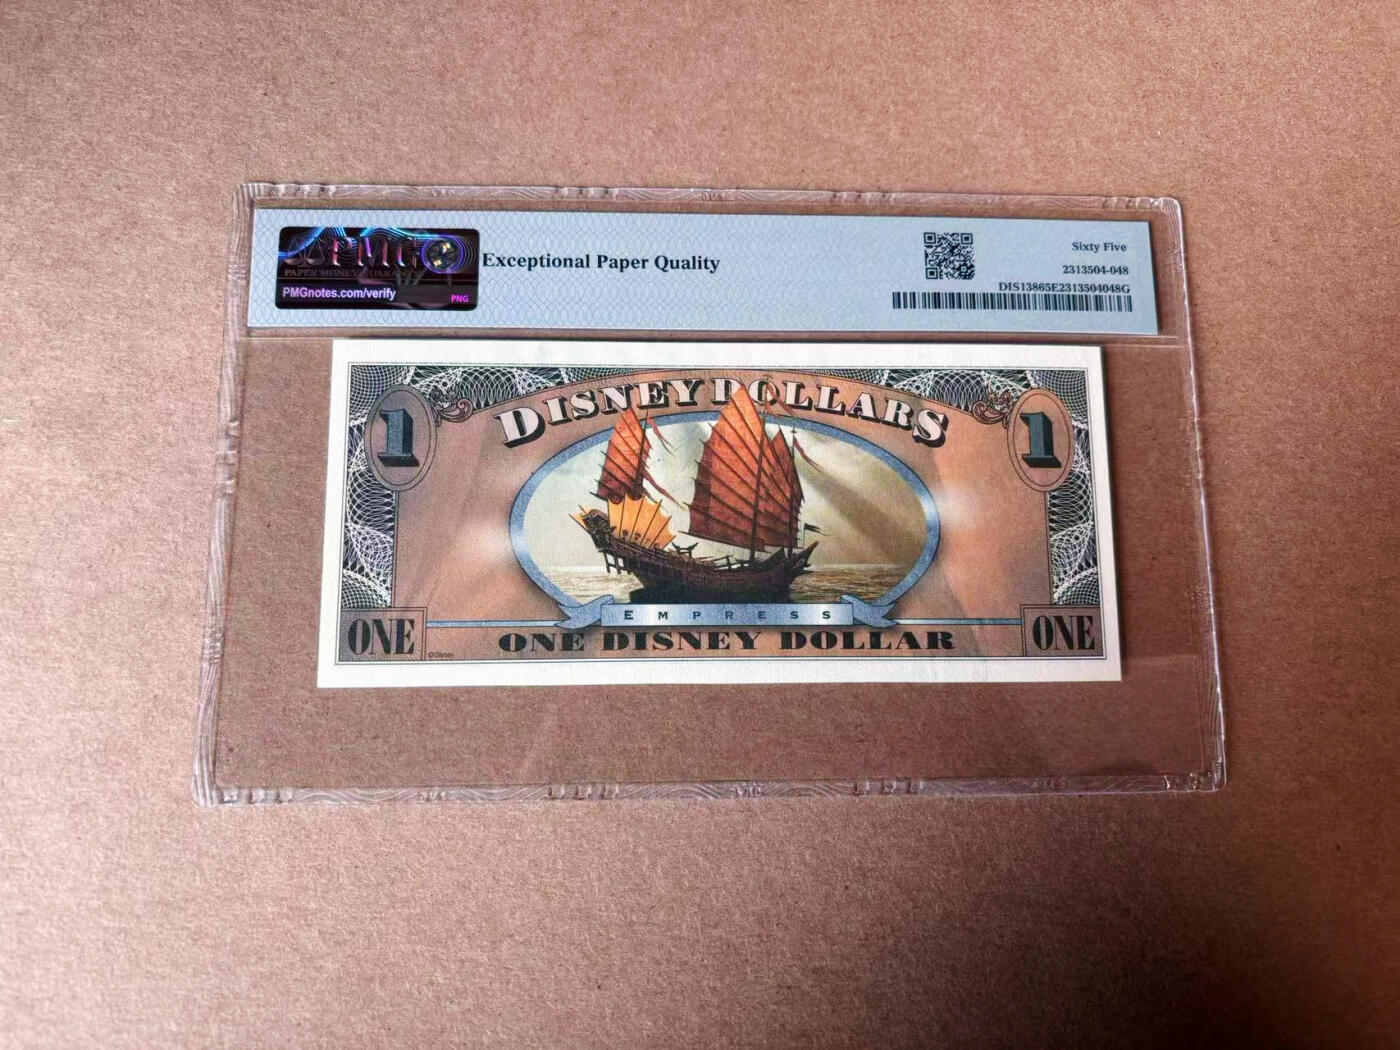 PMG
PAPER MONEY GUARANTY
PMGnotes.com/verify
PNG
Exceptional Paper Quality
Sixty Five
2313504-048
DIS13865E2313504048G
DISNEY DOLLARS
1
1
EMPRESS
ONE
ONE DISNEY DOLLAR
ONE
©Disney